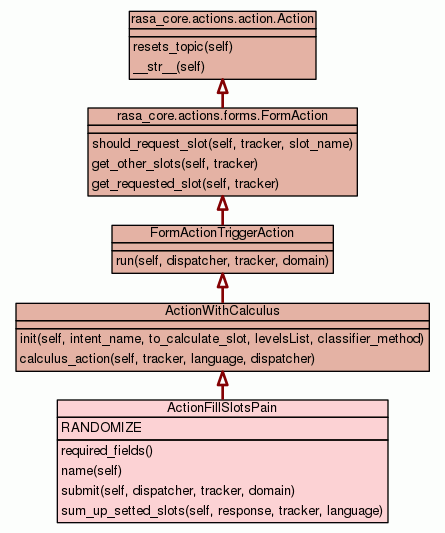 rasa_core.actions.action.Action
resets_topic(self)
__str__(self)
rasa_core.actions.forms.FormAction
should_request_slot(self, tracker, slot_name)
get_other_slots(self, tracker)
get_requested_slot(self, tracker)
FormActionTriggerAction
run(self, dispatcher, tracker, domain)
ActionWithCalculus
init(self, intent_name, to_calculate_slot, levelsList, classifier_method)
calculus_action(self, tracker, language, dispatcher)
ActionFillSlotsPain
RANDOMIZE
required_fields()
name(self)
submit(self, dispatcher, tracker, domain)
sum_up_setted_slots(self, response, tracker, language)